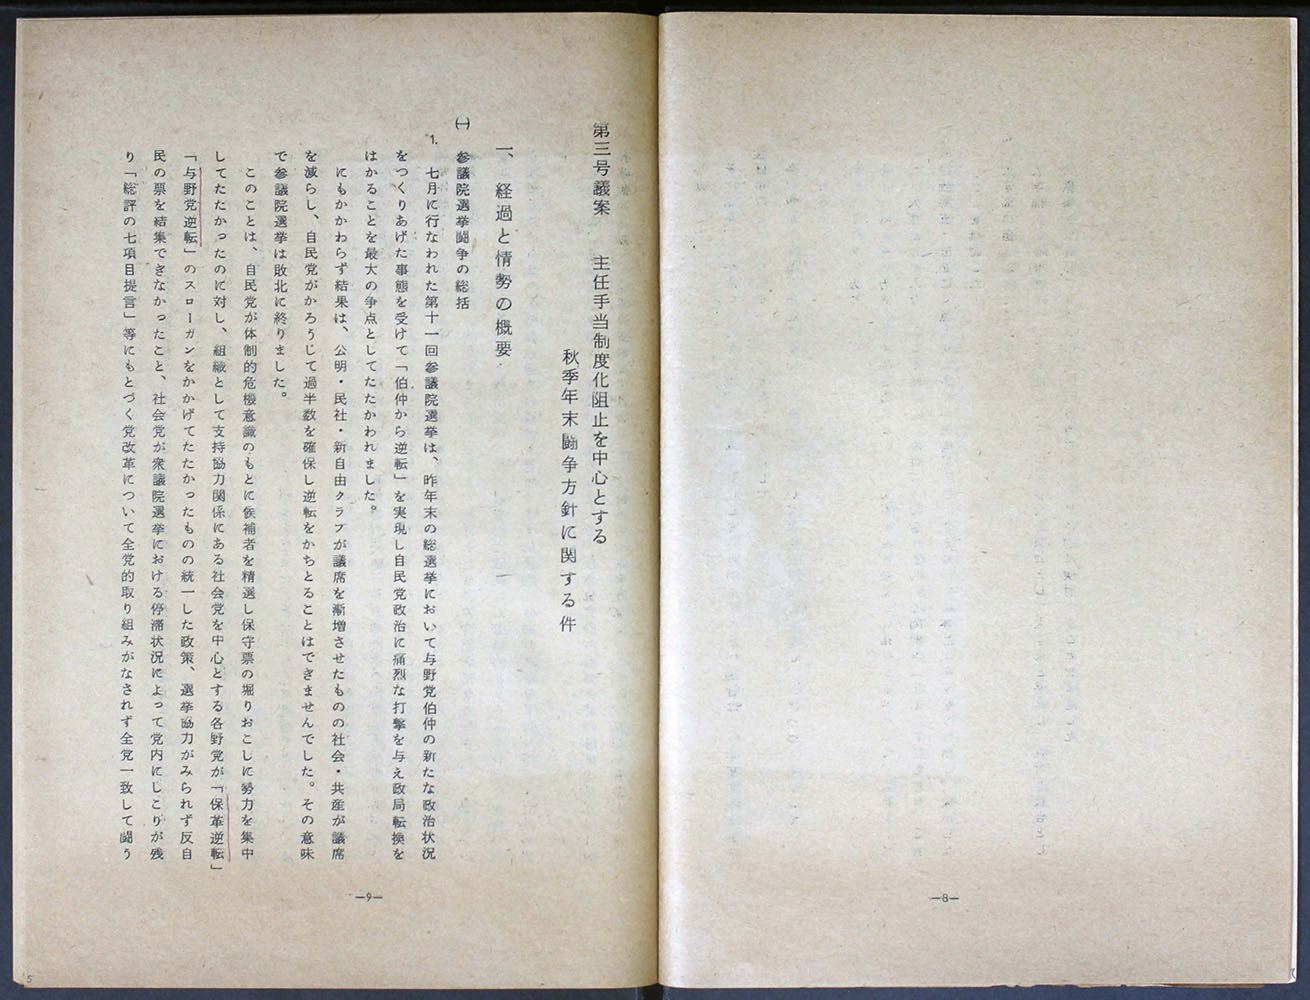 第三号議案　主任手当制度化阻止を中心とする
秋季年末闘争方針に関する件
一、経過と情勢の概要
㈠　参議院選挙闘争の総括
1.　七月に行なわれた第十一回参議院選挙は、昨年末の総選挙において与野党伯仲の新たな政治状況
をつくりあげた事態を受けて「伯仲から逆転」を実現し自民党政治に痛烈な打撃を与え政局転換を
はかることを最大の争点としてたたかわれました。
にもかかわらず結果は、公明・民社・新自由クラブが議席を漸増させたものの社会・共産が議席
を減らし、自民党がかろうじて過半数を確保し逆転をかちとることはできませんでした。その意味
で参議院選挙は敗北に終りました。
このことは、自民党が体制的危機意識のもとに候補者を精選し保守票の堀りおこしに勢力を集中
してたたかったのに対し、組織として支持協力関係にある社会党を中心とする各野党が「保革逆転」
「与野党逆転」のスローガンをかかげてたたかったものの統一した政策、選挙協力がみられず反自
民の票を結集できなかったこと、社会党が衆議院選挙における停滞状況によって党内にしこりが残
り「総評の七項目提言」等にもとづく党改革について全党的取り組みがなされず全党一致して闘う
—8—
—9—